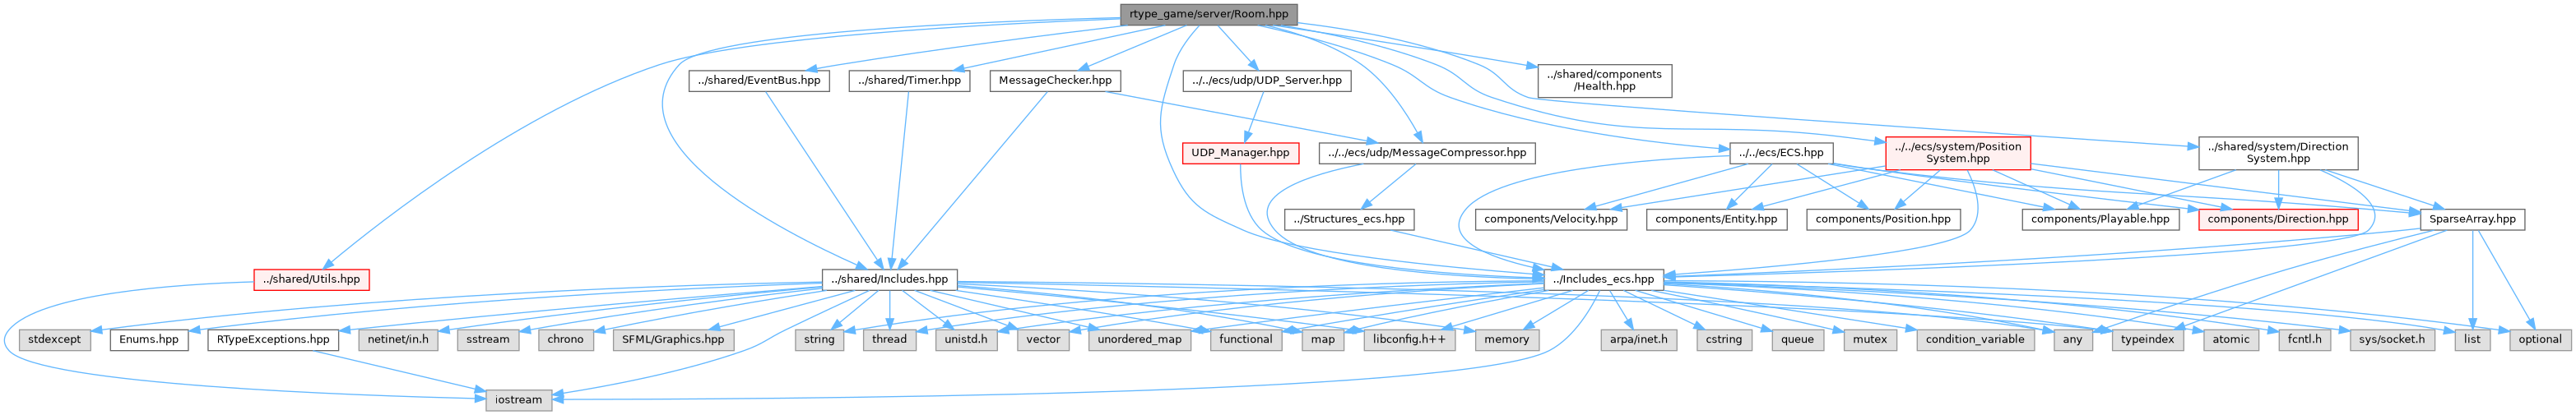 rtype_game/server/Room.hpp
../shared/EventBus.hpp
../shared/Timer.hpp
MessageChecker.hpp
../../ecs/udp/UDP_Server.hpp
../shared/components
/Health.hpp
UDP_Manager.hpp
../../ecs/udp/MessageCompressor.hpp
../../ecs/ECS.hpp
../../ecs/system/Position
System.hpp
../shared/system/Direction
System.hpp
../Structures_ecs.hpp
components/Velocity.hpp
components/Entity.hpp
components/Position.hpp
components/Playable.hpp
components/Direction.hpp
SparseArray.hpp
../shared/Utils.hpp
../shared/Includes.hpp
../Includes_ecs.hpp
stdexcept
Enums.hpp
RTypeExceptions.hpp
netinet/in.h
sstream
chrono
SFML/Graphics.hpp
string
thread
unistd.h
vector
unordered_map
functional
map
libconfig.h++
memory
arpa/inet.h
cstring
queue
mutex
condition_variable
any
typeindex
atomic
fcntl.h
sys/socket.h
list
optional
iostream